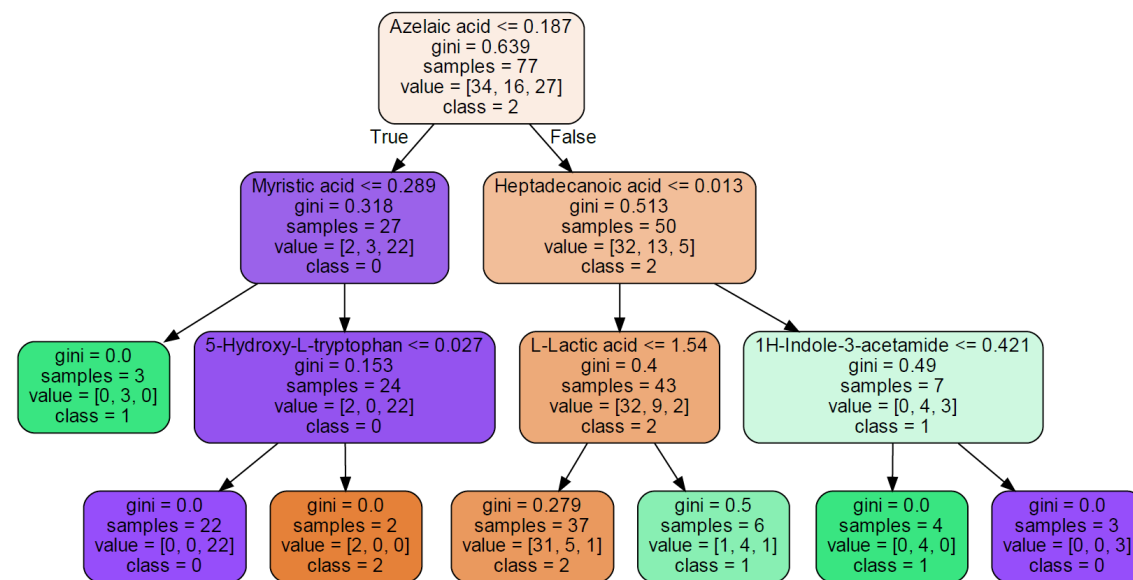 Azelaic acid <= 0.187
gini = 0.639
samples = 77
value = [34, 16, 27]
class = 2
True
False
Myristic acid <= 0.289
gini = 0.318
samples = 27
value = [2, 3, 22]
class = 0
Heptadecanoic acid <= 0.013
gini = 0.513
samples = 50
value = [32, 13, 5]
class = 2
gini = 0.0
samples = 3
value = [0, 3, 0]
class = 1
5-Hydroxy-L-tryptophan <= 0.027
gini = 0.153
samples = 24
value = [2, 0, 22]
class = 0
L-Lactic acid <= 1.54
gini = 0.4
samples = 43
value = [32, 9, 2]
class = 2
1H-Indole-3-acetamide <= 0.421
gini = 0.49
samples = 7
value = [0, 4, 3]
class = 1
gini = 0.0
samples = 22
value = [0, 0, 22]
class = 0
gini = 0.0
samples = 2
value = [2, 0, 0]
class = 2
gini = 0.279
samples = 37
value = [31, 5, 1]
class = 2
gini = 0.5
samples = 6
value = [1, 4, 1]
class = 1
gini = 0.0
samples = 4
value = [0, 4, 0]
class = 1
gini = 0.0
samples = 3
value = [0, 0, 3]
class = 0